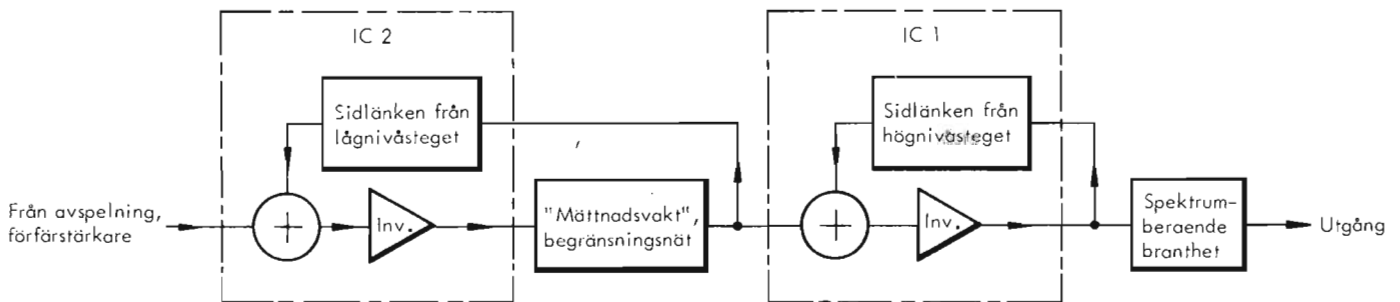 IC 2
IC 1
Sidlänken från
lågnivåsteget
Sidlänken från
högnivåsteget
Från avspelning,
förfärstärkare
+
Inv.
"Mättnadsvakt",
begränsningsnät
+
Inv.
Spektrum-
beraende
branthet
Utgång